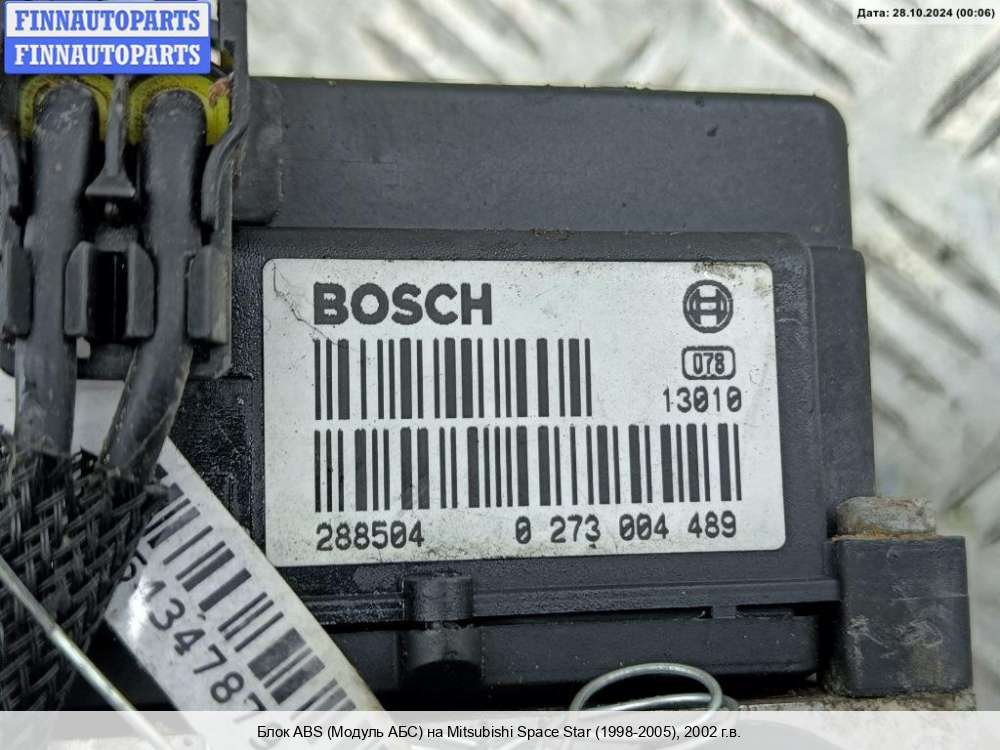 FINNAUTOPARTS
FINNAUTOPARTS
Дата: 28.10.2024 (00:06)
BOSCH
078
13010
288504 0 273 004 489
Блок ABS (Модуль АБС) на Mitsubishi Space Star (1998-2005), 2002 г.в.